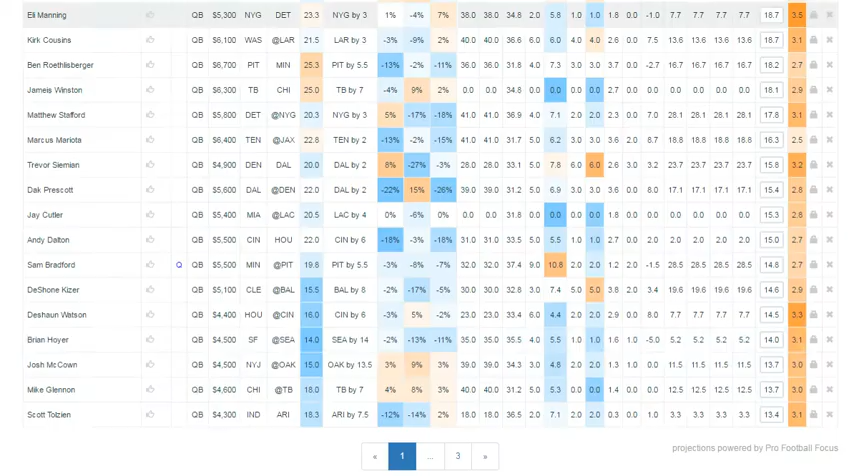 Eli Manning QB $5,300 NYG DET 23.3 NYG by 3 1% -4% 7% 38.0 38.0 34.8 2.0 5.8 1.0 1.0 1.8 0.0 -1.0 7.7 7.7 7.7 7.7 18.7 3.5
Kirk Cousins QB $6,100 WAS @LAR 21.5 LAR by 3 -3% -9% 2% 40.0 40.0 36.6 6.0 6.0 4.0 4.0 2.6 0.0 7.5 13.6 13.6 13.6 13.6 18.7 3.1
Ben Roethlisberger QB $6,700 PIT MIN 25.3 PIT by 5.5 -13% -2% -11% 36.0 36.0 31.8 4.0 7.3 3.0 3.0 3.7 0.0 -2.7 16.7 16.7 16.7 16.7 18.2 2.7
Jameis Winston QB $6,300 TB CHI 25.0 TB by 7 -4% 9% 2% 0.0 0.0 34.8 0.0 0.0 0.0 0.0 2.7 0.0 0.0 0.0 0.0 0.0 0.0 18.1 2.9
Matthew Stafford QB $5,800 DET @NYG 20.3 NYG by 3 5% -17% -18% 41.0 41.0 36.9 4.0 7.1 2.0 2.0 2.3 0.0 7.0 28.1 28.1 28.1 28.1 17.8 3.1
Marcus Mariota QB $6,400 TEN @JAX 22.8 TEN by 2 -13% -2% -15% 41.0 41.0 31.7 5.0 6.2 3.0 3.0 3.6 2.0 8.7 18.8 18.8 18.8 18.8 16.3 2.5
Trevor Siemian QB $4,900 DEN DAL 20.0 DAL by 2 8% -27% -3% 28.0 28.0 33.1 5.0 7.8 6.0 6.0 2.6 3.0 3.2 23.7 23.7 23.7 23.7 15.8 3.2
Dak Prescott QB $5,600 DAL @DEN 22.0 DAL by 2 -22% 15% -26% 39.0 39.0 31.2 5.0 6.9 3.0 3.0 3.6 0.0 8.0 17.1 17.1 17.1 17.1 15.4 2.8
Jay Cutler QB $5,400 MIA @LAC 20.5 LAC by 4 0% -6% 0% 0.0 0.0 31.8 0.0 0.0 0.0 0.0 1.8 0.0 0.0 0.0 0.0 0.0 0.0 15.3 2.8
Andy Dalton QB $5,500 CIN HOU 22.0 CIN by 6 -18% -3% -18% 31.0 31.0 33.5 5.0 5.5 1.0 1.0 2.7 0.0 2.0 2.0 2.0 2.0 2.0 15.0 2.7
Sam Bradford Q QB $5,500 MIN @PIT 19.8 PIT by 5.5 -3% -8% -7% 32.0 32.0 37.4 9.0 10.8 2.0 2.0 1.2 2.0 -1.5 28.5 28.5 28.5 28.5 14.8 2.7
DeShone Kizer QB $5,100 CLE @BAL 15.5 BAL by 8 -2% -17% -5% 30.0 30.0 32.8 3.0 7.4 5.0 5.0 3.8 2.0 3.4 19.6 19.6 19.6 19.6 14.6 2.9
Deshaun Watson QB $4,400 HOU @CIN 16.0 CIN by 6 -3% 5% -2% 23.0 23.0 33.4 6.0 4.4 2.0 2.0 2.9 0.0 8.0 7.7 7.7 7.7 7.7 14.5 3.3
Brian Hoyer QB $4,500 SF @SEA 14.0 SEA by 14 -2% -13% -11% 35.0 35.0 35.5 4.0 5.5 1.0 1.0 1.6 1.0 -5.0 5.2 5.2 5.2 5.2 14.0 3.1
Josh McCown QB $4,500 NYJ @OAK 15.0 OAK by 13.5 3% 9% 3% 39.0 39.0 34.3 4.0 4.8 2.0 2.0 1.3 1.0 0.0 11.5 11.5 11.5 11.5 13.7 3.0
Mike Glennon QB $4,600 CHI @TB 18.0 TB by 7 4% 8% 3% 40.0 40.0 31.2 6.0 5.3 0.0 0.0 1.4 0.0 0.0 12.5 12.5 12.5 12.5 13.7 3.0
Scott Tolzien QB $4,300 IND ARI 18.3 ARI by 7.5 -12% -14% 2% 18.0 18.0 36.5 2.0 7.1 2.0 2.0 0.3 0.0 1.0 3.3 3.3 3.3 3.3 13.4 3.1
projections powered by Pro Football Focus
« 1 ... 3 »